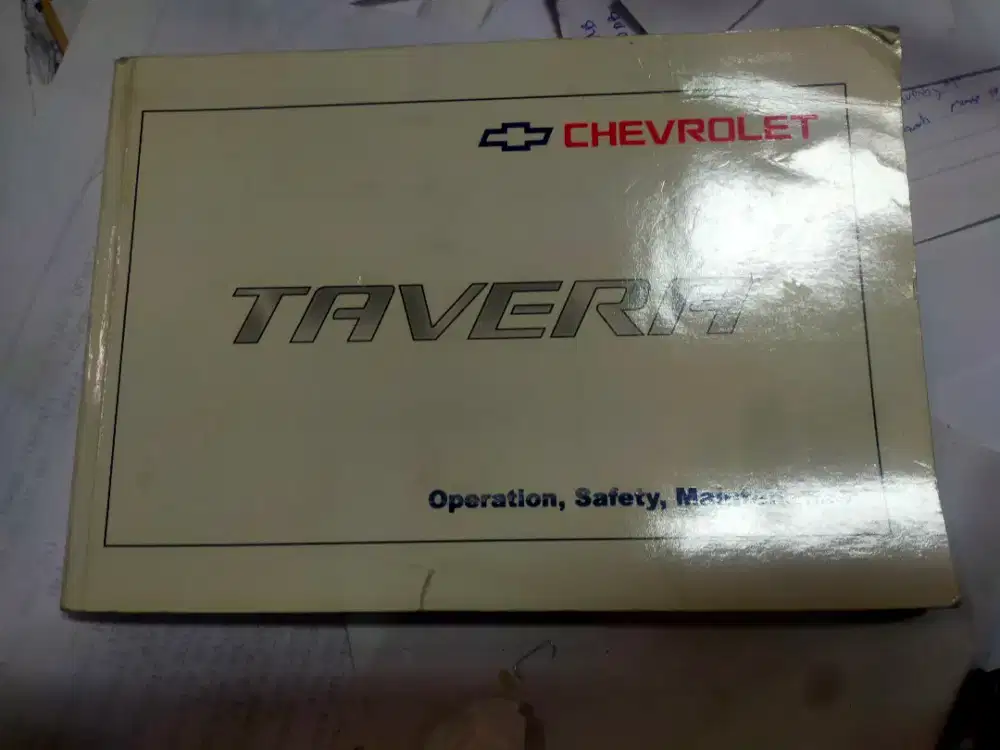 CHEVROLET
TAVERA
Operation, Safety,